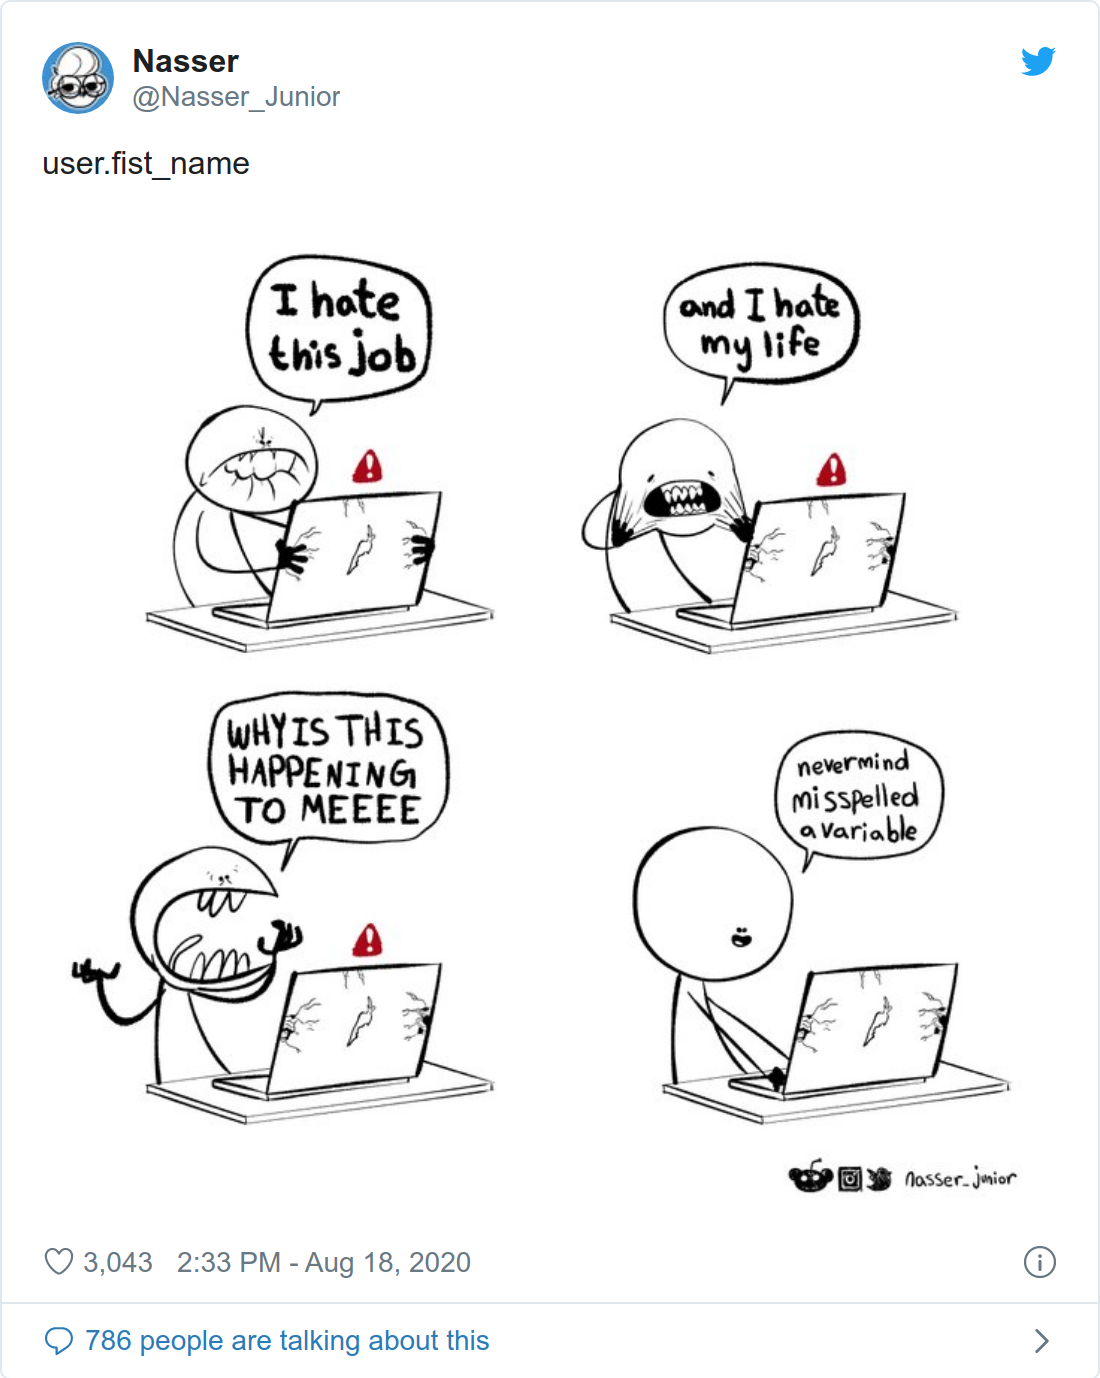 Nasser
@Nasser_Junior
user.fist_name
I hate
this job
and I hate
my life
WHY IS THIS
HAPPENING
TO MEEEE
nevermind
misspelled
a variable
nasser_junior
3,043 2:33 PM - Aug 18, 2020
786 people are talking about this